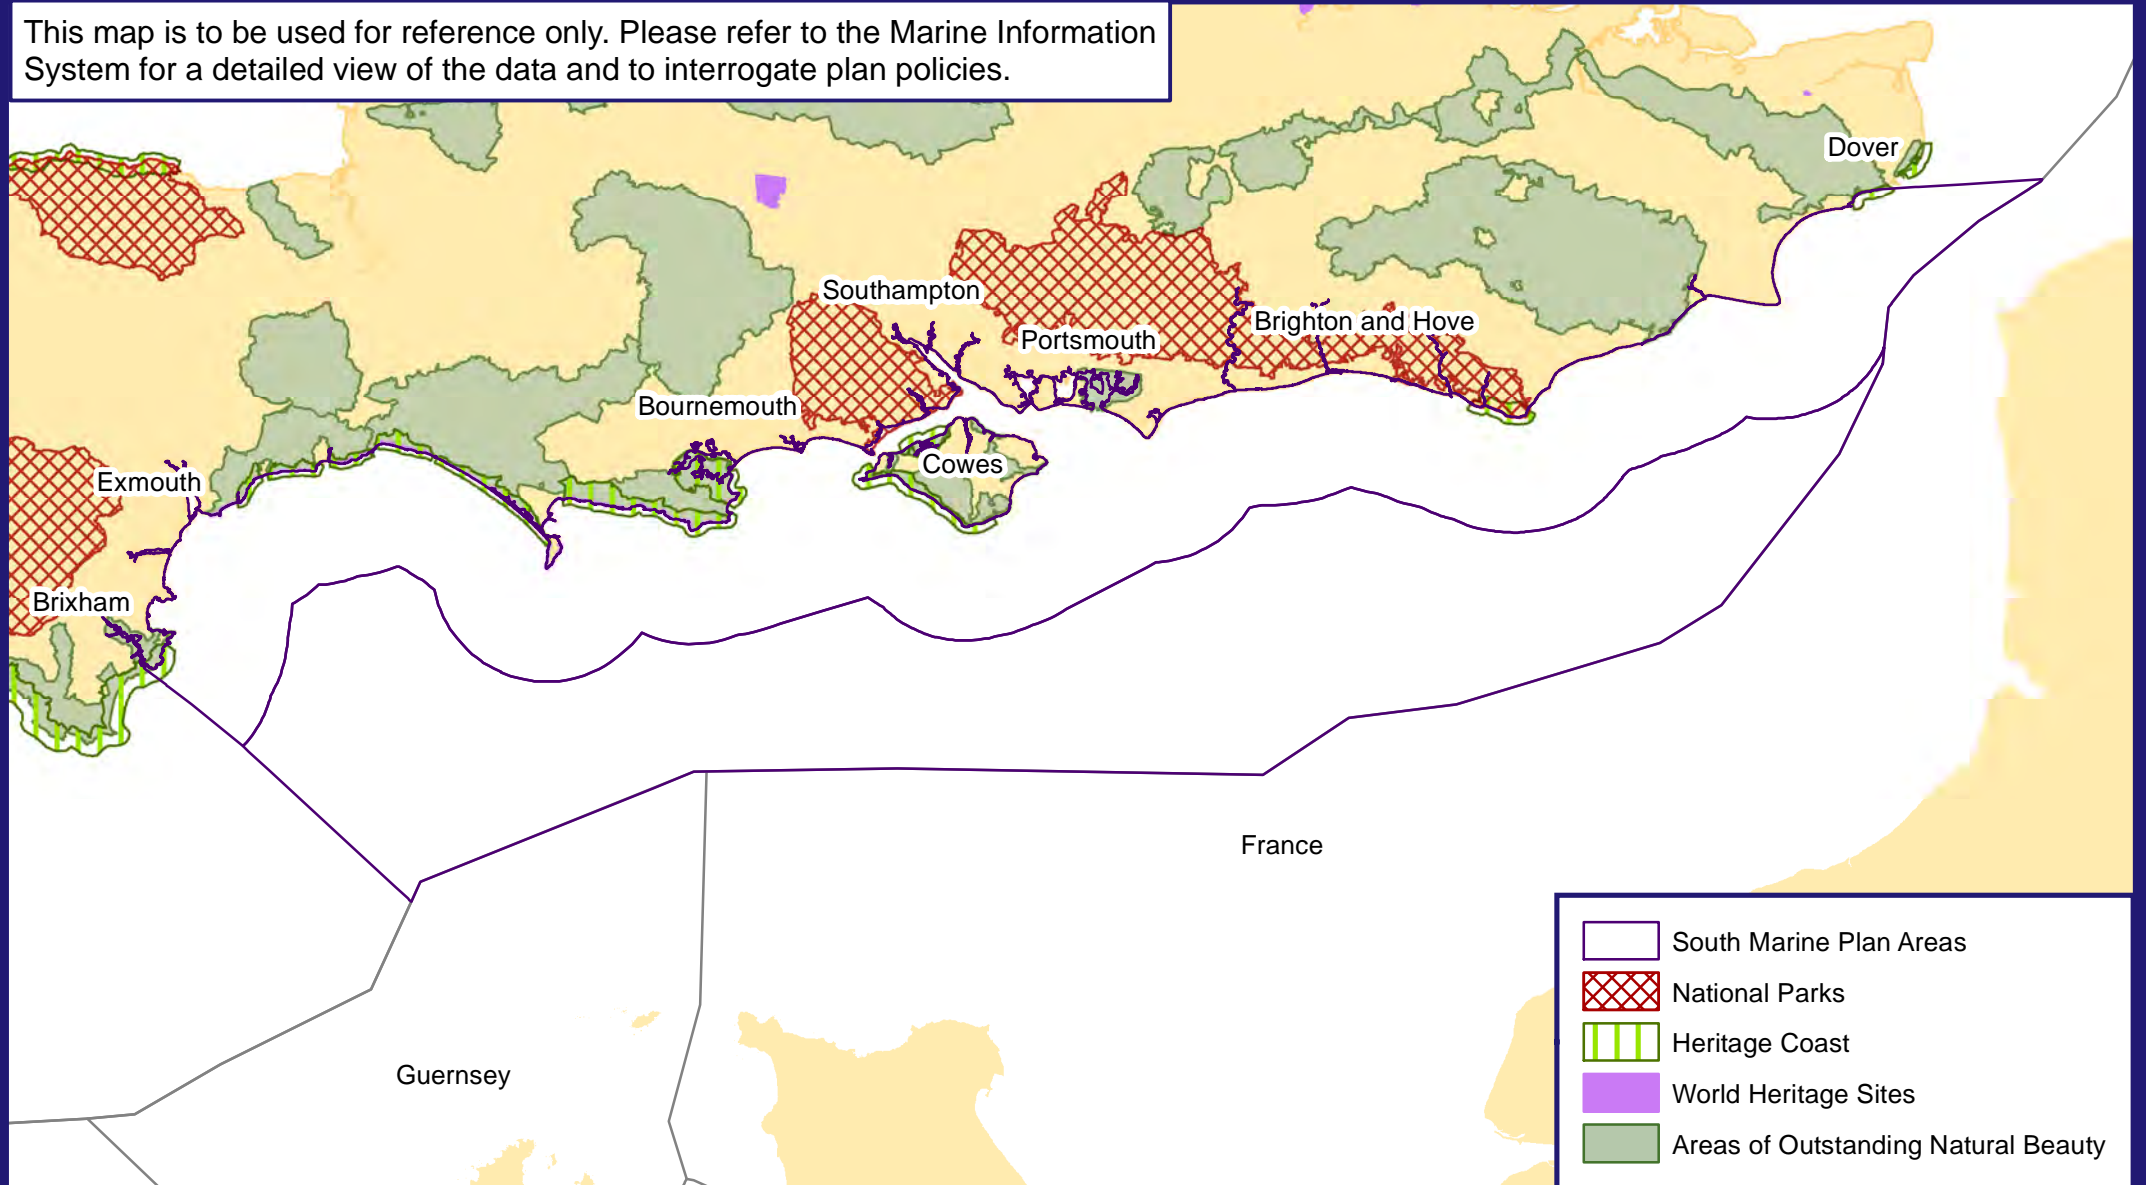 This map is to be used for reference only. Please refer to the Marine Information
System for a detailed view of the data and to interrogate plan policies.
Dover
Southampton
Brighton and Hove
Portsmouth
Bournemouth
Cowes
Exmouth
Brixham
France
Guernsey
South Marine Plan Areas
National Parks
Heritage Coast
World Heritage Sites
Areas of Outstanding Natural Beauty